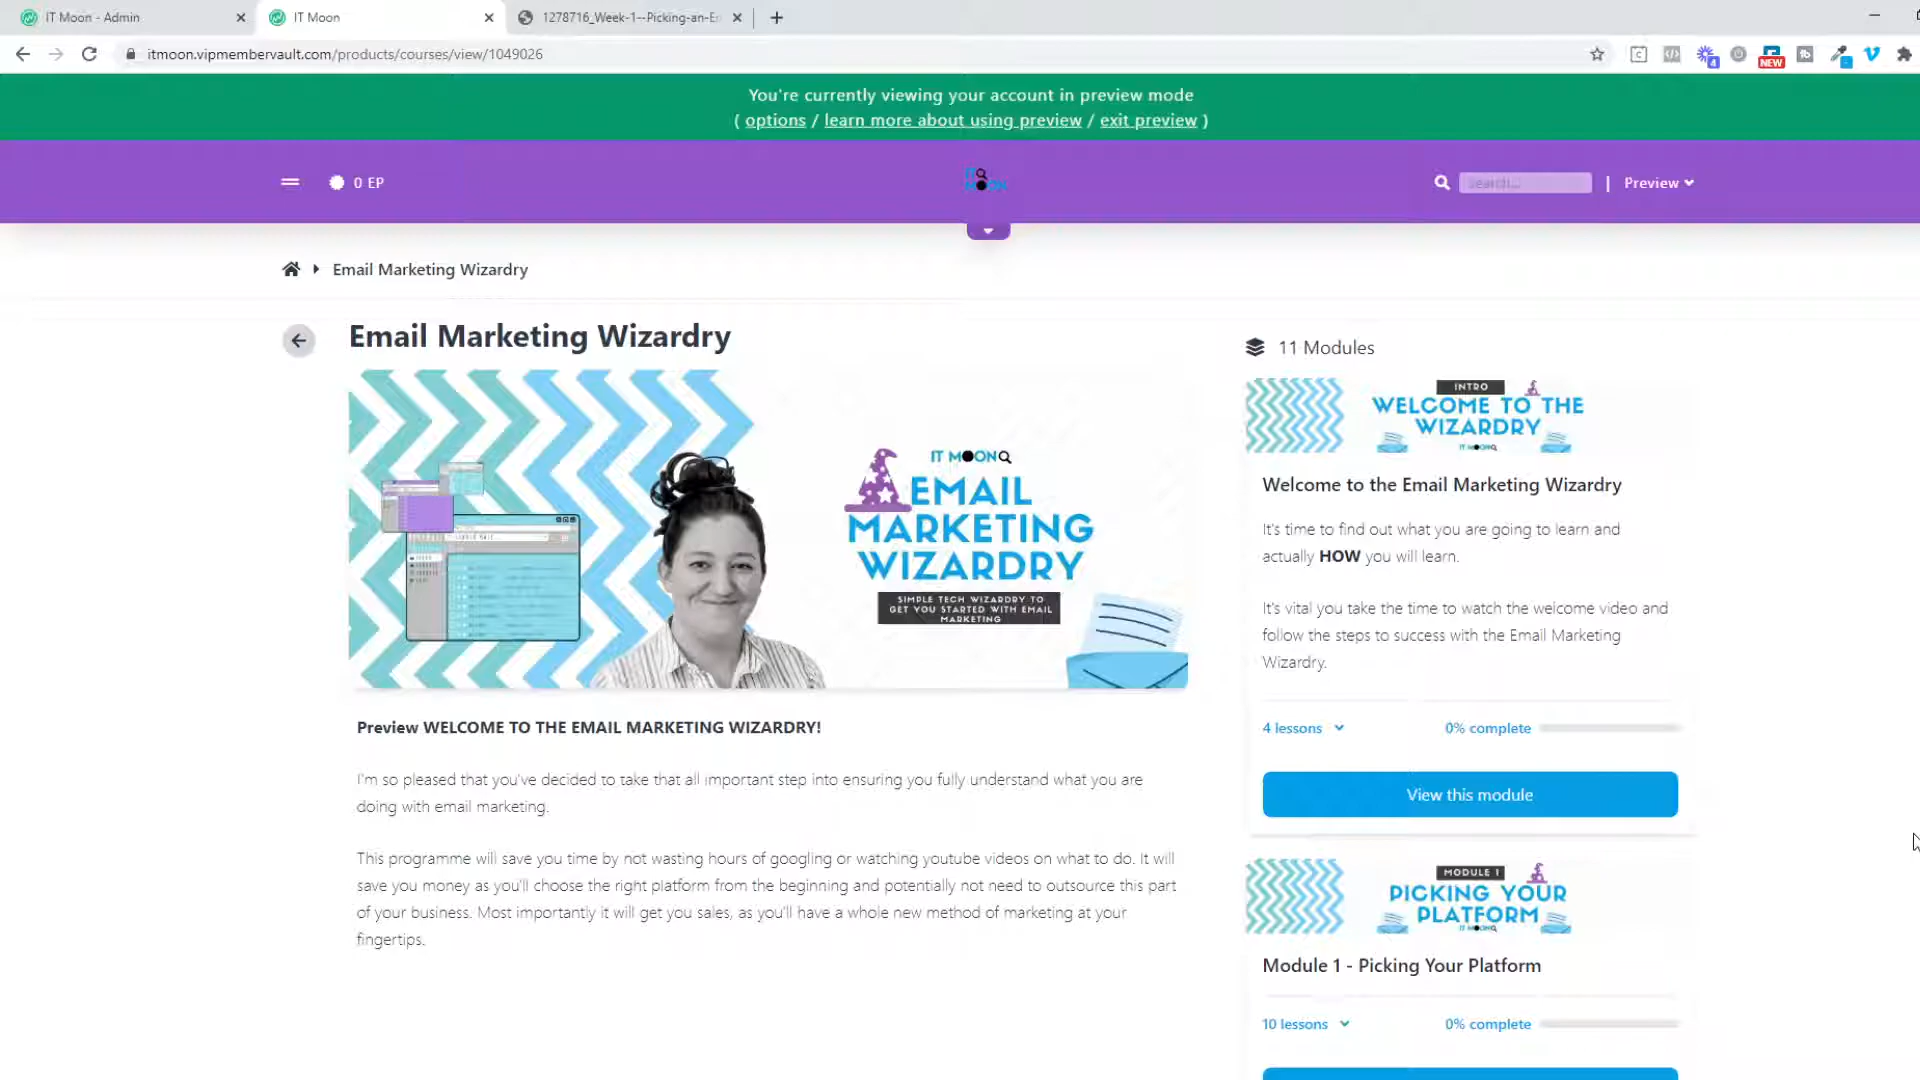 IT Moon - Admin
IT Moon
1278716_Week-1--Picking-an-E
itmoon.vipmembervault.com/products/courses/view/1049026
NEW
You're currently viewing your account in preview mode
( options / learn more about using preview / exit preview )
0 EP
IT MOON
Search...
| Preview
Email Marketing Wizardry
Email Marketing Wizardry
IT MOON
EMAIL
MARKETING
WIZARDRY
SIMPLE TECH WIZARDRY TO
GET YOU STARTED WITH EMAIL
MARKETING
Preview WELCOME TO THE EMAIL MARKETING WIZARDRY!
I'm so pleased that you've decided to take that all important step into ensuring you fully understand what you are
doing with email marketing.
This programme will save you time by not wasting hours of googling or watching youtube videos on what to do. It will
save you money as you'll choose the right platform from the beginning and potentially not need to outsource this part
of your business. Most importantly it will get you sales, as you'll have a whole new method of marketing at your
fingertips.
11 Modules
INTRO
WELCOME TO THE
WIZARDRY
IT MOON
Welcome to the Email Marketing Wizardry
It's time to find out what you are going to learn and
actually HOW you will learn.
It's vital you take the time to watch the welcome video and
follow the steps to success with the Email Marketing
Wizardry.
4 lessons
0% complete
View this module
MODULE 1
PICKING YOUR
PLATFORM
IT MOON
Module 1 - Picking Your Platform
10 lessons
0% complete